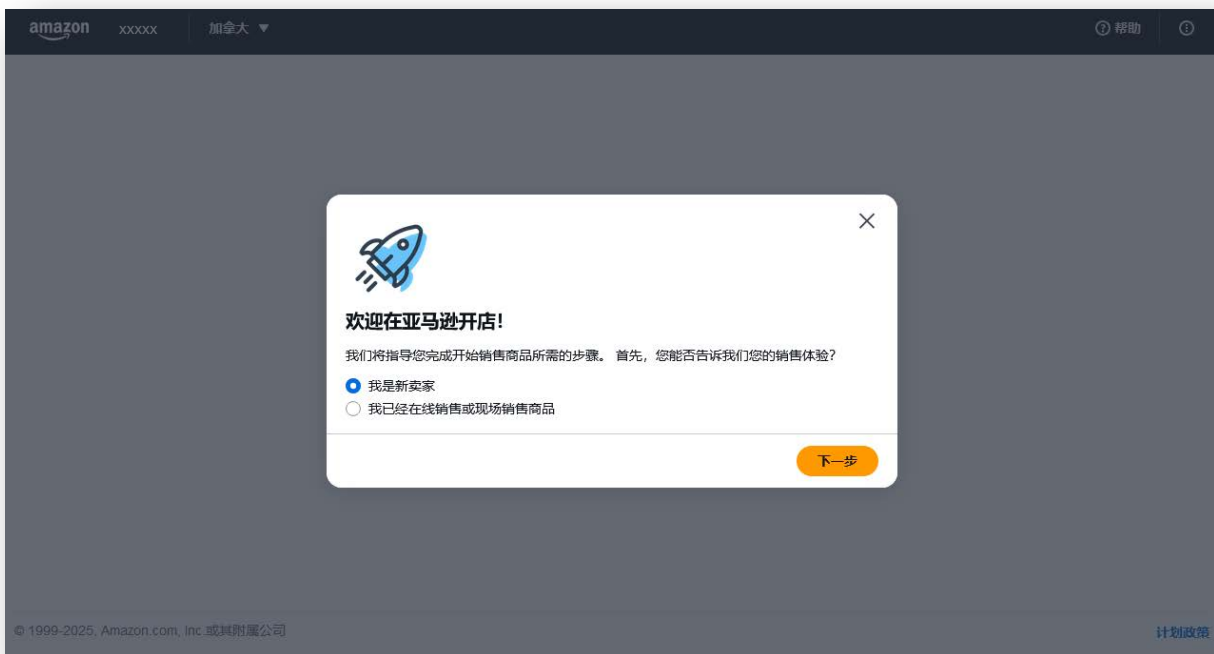 amazon xxxxx 加拿大 ▼ 帮助
欢迎在亚马逊开店！
我们将指导您完成开始销售商品所需的步骤。 首先，您能否告诉我们您的销售体验？
我是新卖家
我已经在线销售或现场销售商品
下一步
© 1999-2025, Amazon.com, Inc.或其附属公司 计划政策